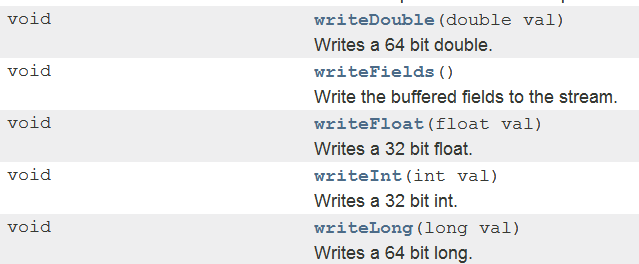 void writeDouble(double val)
Writes a 64 bit double.
void writeFields()
Write the buffered fields to the stream.
void writeFloat(float val)
Writes a 32 bit float.
void writeInt(int val)
Writes a 32 bit int.
void writeLong(long val)
Writes a 64 bit long.